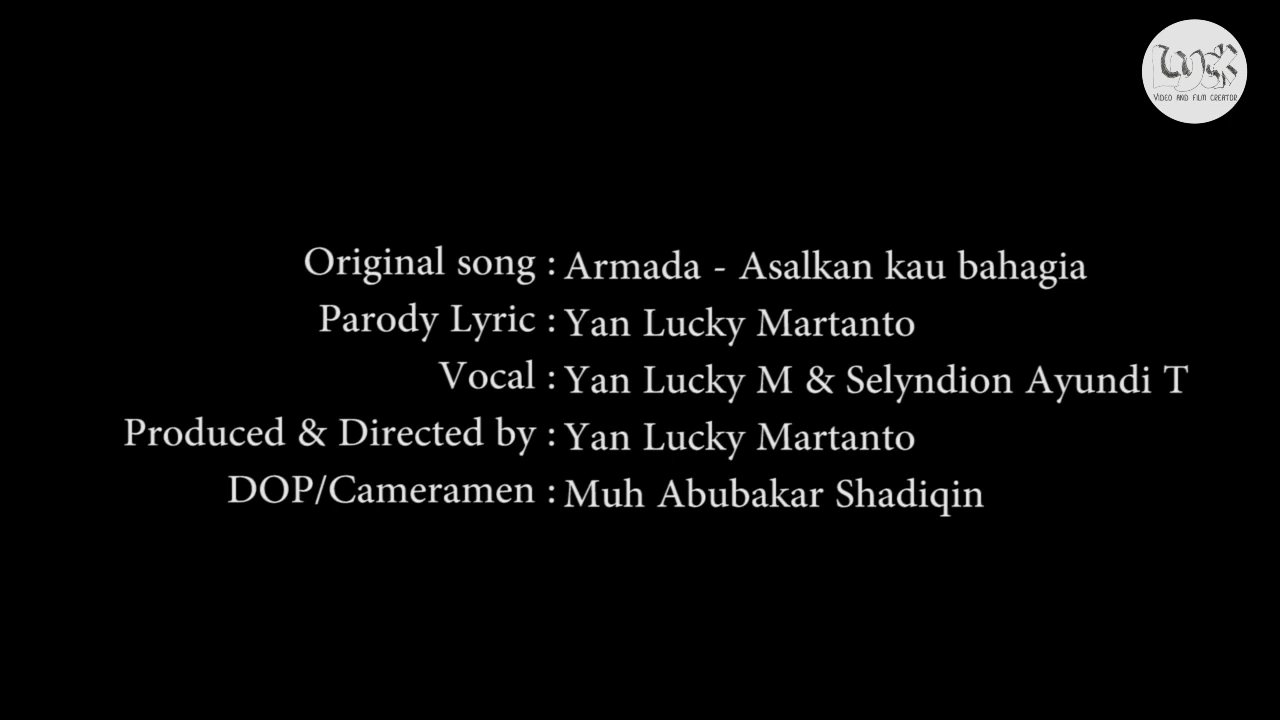 VIDEO AND FILM CREATOR
Original song : Armada - Asalkan kau bahagia
Parody Lyric : Yan Lucky Martanto
Vocal : Yan Lucky M & Selyndion Ayundi T
Produced & Directed by : Yan Lucky Martanto
DOP/Cameramen : Muh Abubakar Shadiqin